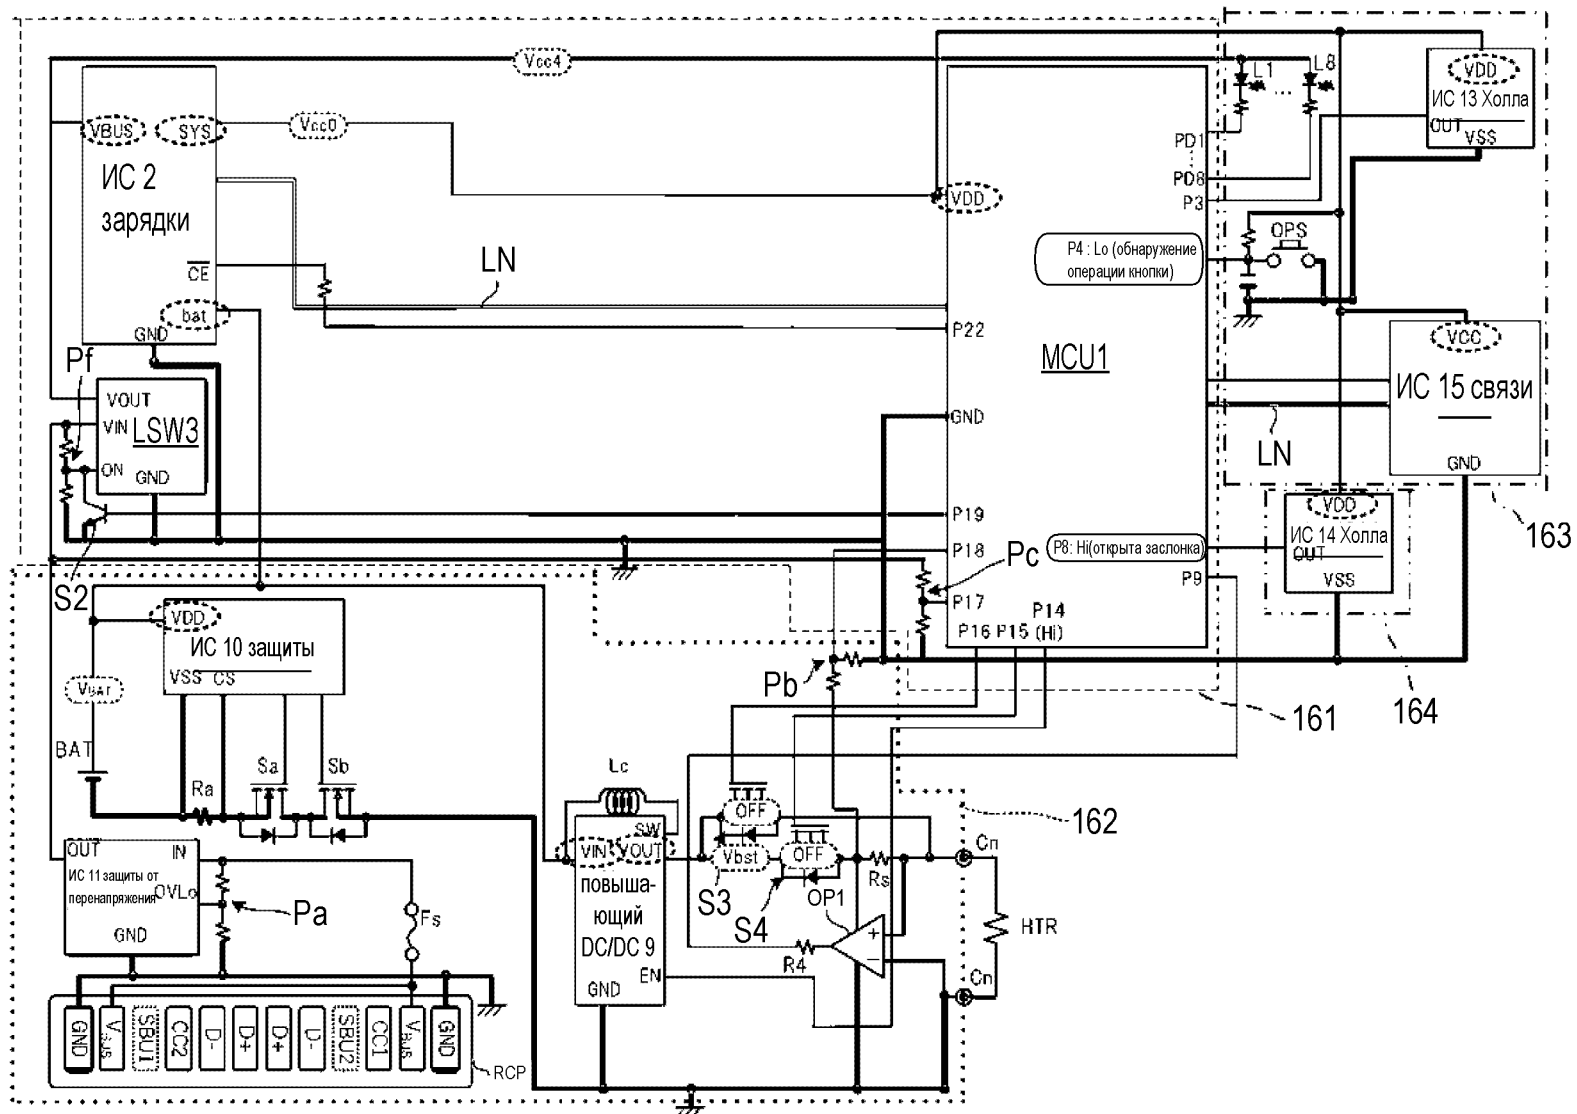 Vcc4
L1
...
L8
VDD
ИС 13 Холла
OUT
VSS
VBUS
SYS
Vcc0
ИС 2
зарядки
CE
bat
GND
LN
PD1
PD8
P3
VDD
P4 : Lo (обнаружение
операции кнопки)
OPS
P22
MCU1
GND
VCC
ИС 15 связи
GND
LN
163
Pf
VOUT
VIN
LSW3
ON
GND
S2
P19
P18
Pc
P8: Hi(открыта заслонка)
P9
P17
P14
P16 P15 (Hi)
VDD
ИС 14 Холла
OUT
VSS
164
161
VDD
ИС 10 защиты
VSS CS
VBAT
BAT
Ra
Sa
Sb
Pb
162
Lc
SW
VIN
VOUT
повыша-
ющий
DC/DC 9
EN
GND
OFF
Vbst
OFF
S3
S4
OP1
Rs
R4
+
−
Cn
HTR
Cn
OUT
IN
ИС 11 защиты от
перенапряжения
OVLo
GND
Pa
Fs
GND
VBUS
SBU1
CC2
D-
D+
D+
D-
SBU2
CC1
VBUS
GND
RCP